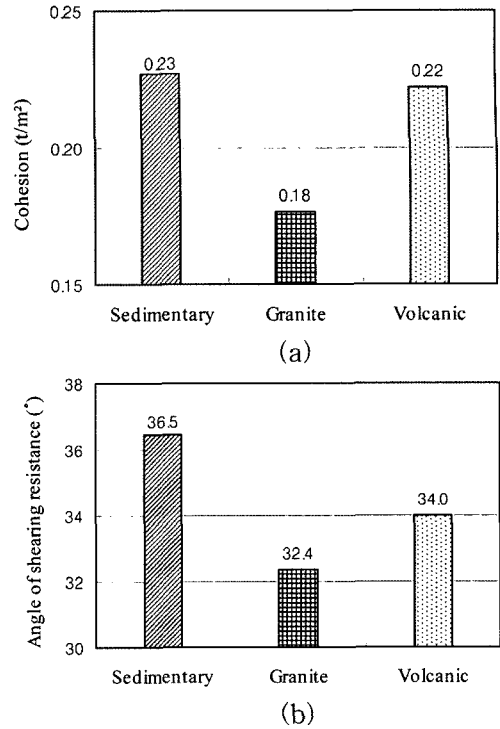 0.25
0.23
0.22
0.20
0.18
0.15
Cohesion (t/m²)
Sedimentary Granite Volcanic
(a)
38
36.5
36
34.0
34
32.4
32
30
Angle of shearing resistance (°)
Sedimentary Granite Volcanic
(b)